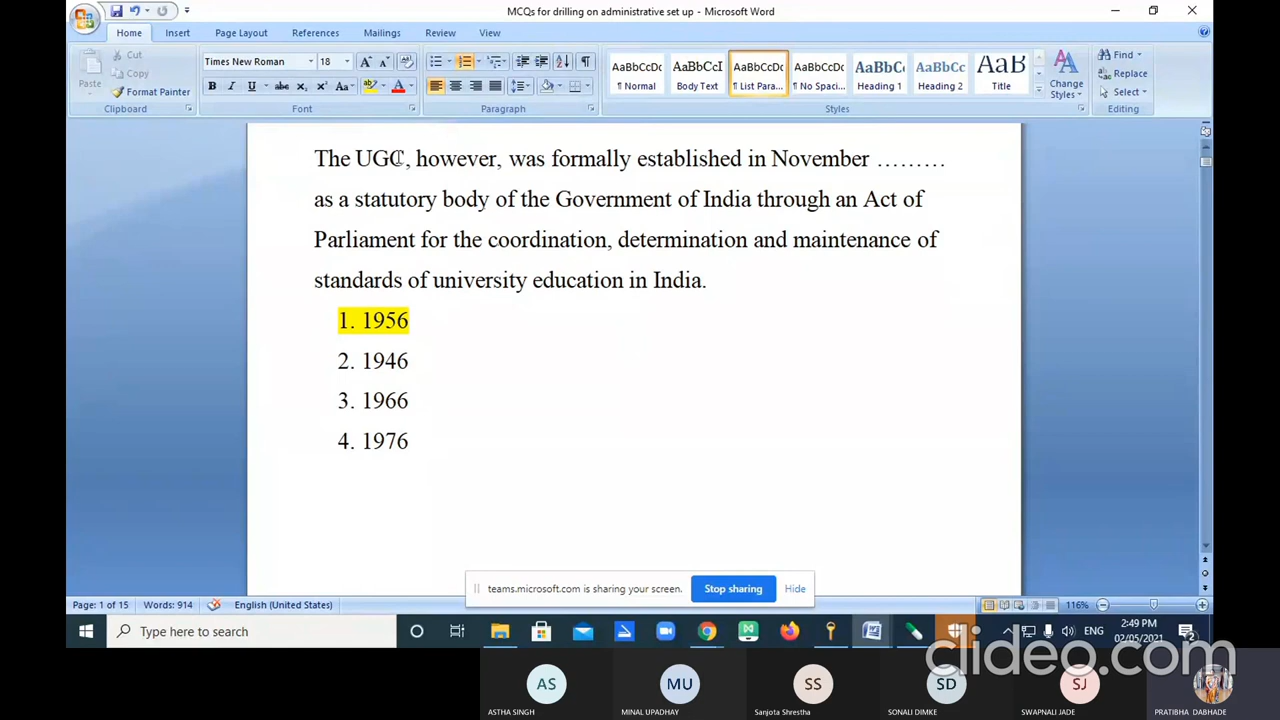 MCQs for drilling on administrative set up - Microsoft Word
Home Insert Page Layout References Mailings Review View
Cut
Copy
Paste
Format Painter
Clipboard
Times New Roman 18
B I U abc x₂ x² Aa
Font
Paragraph
AaBbCcDc AaBbCcI AaBbCcDc AaBbCcDc AaBbC AaBbCc AaB
¶ Normal Body Text ¶ List Para... ¶ No Spaci... Heading 1 Heading 2 Title
Change Styles
Styles
Find
Replace
Select
Editing
The UGC, however, was formally established in November ………
as a statutory body of the Government of India through an Act of
Parliament for the coordination, determination and maintenance of
standards of university education in India.
1. 1956
2. 1946
3. 1966
4. 1976
teams.microsoft.com is sharing your screen. Stop sharing Hide
Page: 1 of 15 Words: 914 English (United States) 116%
Type here to search
ENG
2:49 PM
02/05/2021
clideo.com
AS MU SS SD SJ
ASTHA SINGH MINAL UPADHAY Sanjota Shrestha SONALI DIMKE SWAPNALI JADE PRATIBHA DABHADE